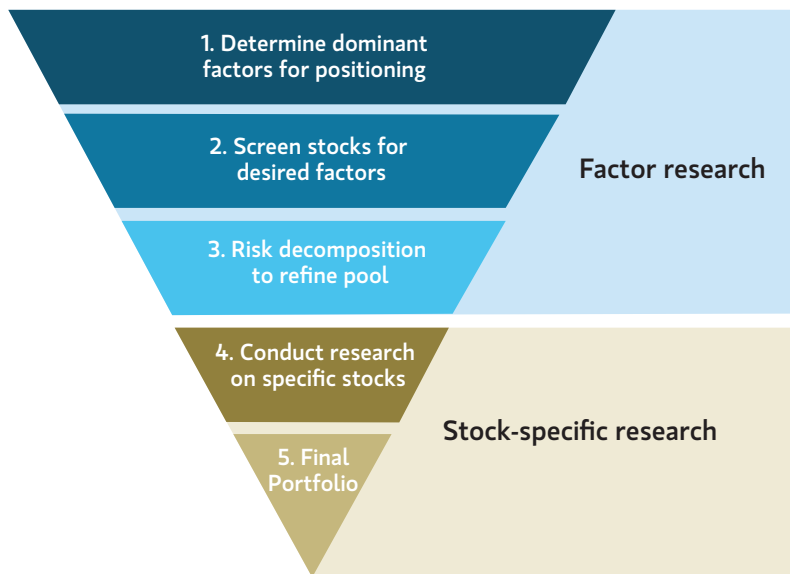 1. Determine dominant
factors for positioning
2. Screen stocks for
desired factors
Factor research
3. Risk decomposition
to refine pool
4. Conduct research
on specific stocks
Stock-specific research
5. Final
Portfolio